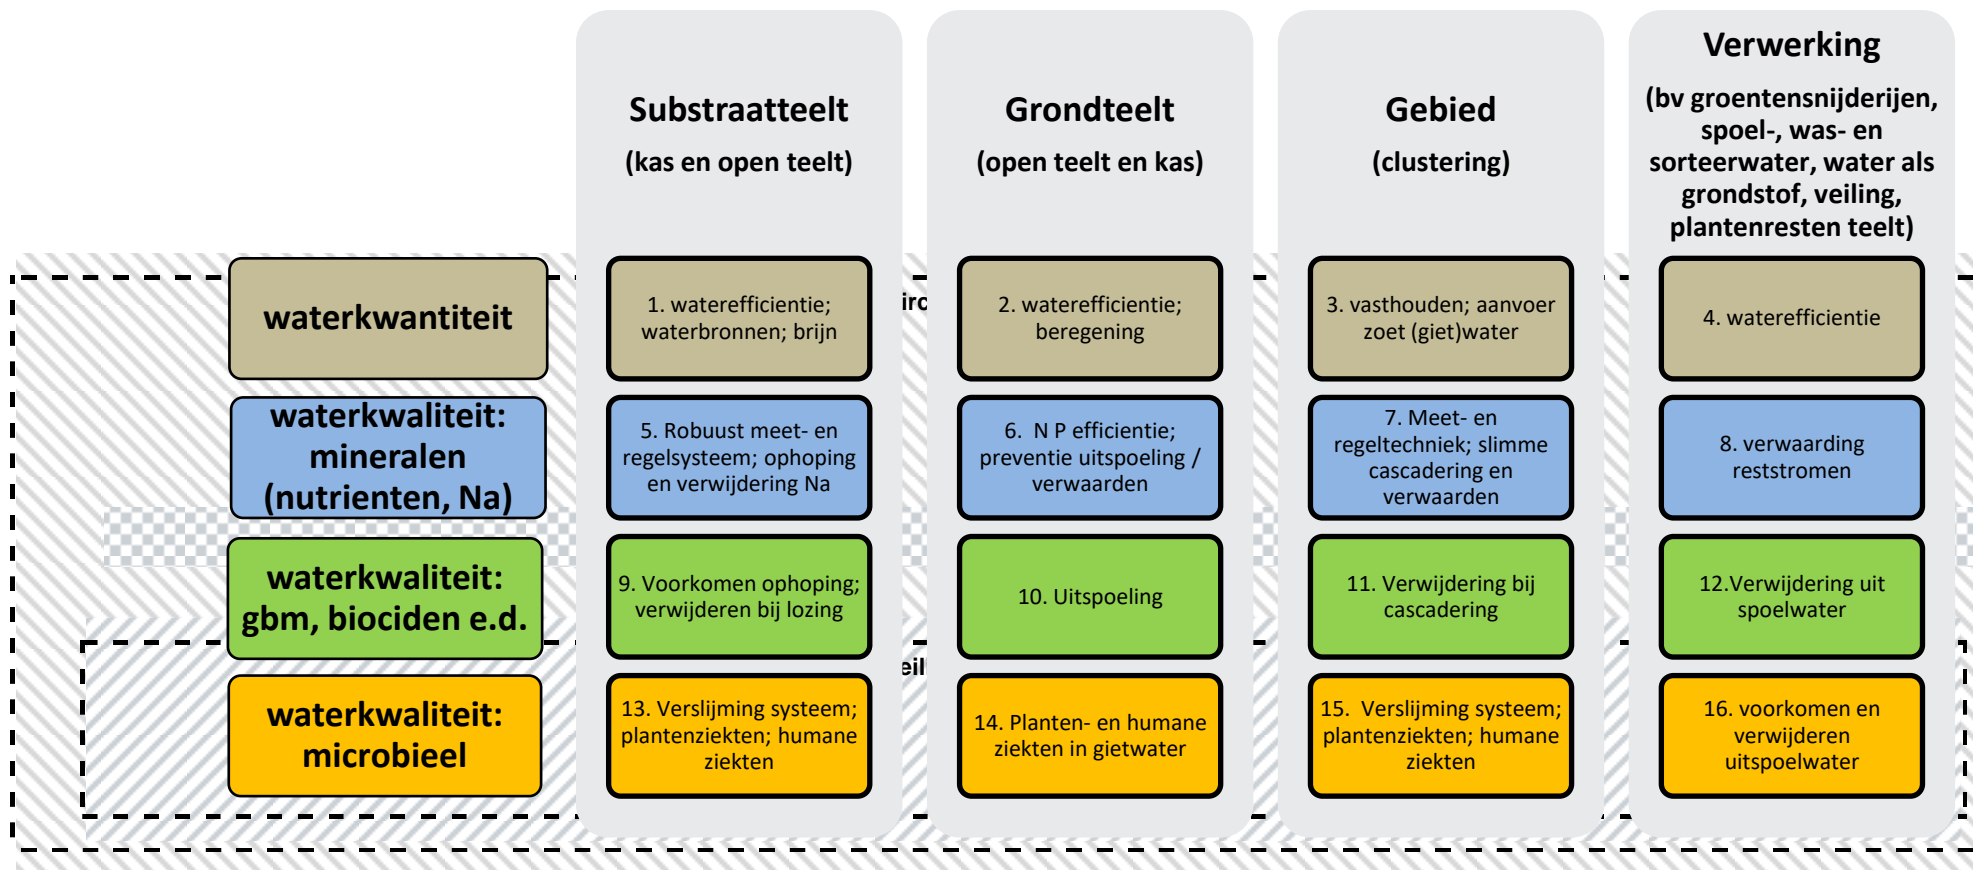 Substraatteelt
(kas en open teelt)
Grondteelt
(open teelt en kas)
Gebied
(clustering)
Verwerking
(bv groentensnijderijen,
spoel-, was- en
sorteerwater, water als
grondstof, veiling,
plantenresten teelt)
waterkwantiteit
1. waterefficientie;
waterbronnen; brijn
2. waterefficientie;
beregening
3. vasthouden; aanvoer
zoet (giet)water
4. waterefficientie
waterkwaliteit:
mineralen
(nutrienten, Na)
5. Robuust meet- en
regelsysteem; ophoping
en verwijdering Na
6. N P efficientie;
preventie uitspoeling /
verwaarden
7. Meet- en
regeltechniek; slimme
cascadering en
verwaarden
8. verwaarding
reststromen
waterkwaliteit:
gbm, biociden e.d.
9. Voorkomen ophoping;
verwijderen bij lozing
10. Uitspoeling
11. Verwijdering bij
cascadering
12.Verwijdering uit
spoelwater
waterkwaliteit:
microbieel
13. Verslijming systeem;
plantenziekten; humane
ziekten
14. Planten- en humane
ziekten in gietwater
15. Verslijming systeem;
plantenziekten; humane
ziekten
16. voorkomen en
verwijderen
uitspoelwater